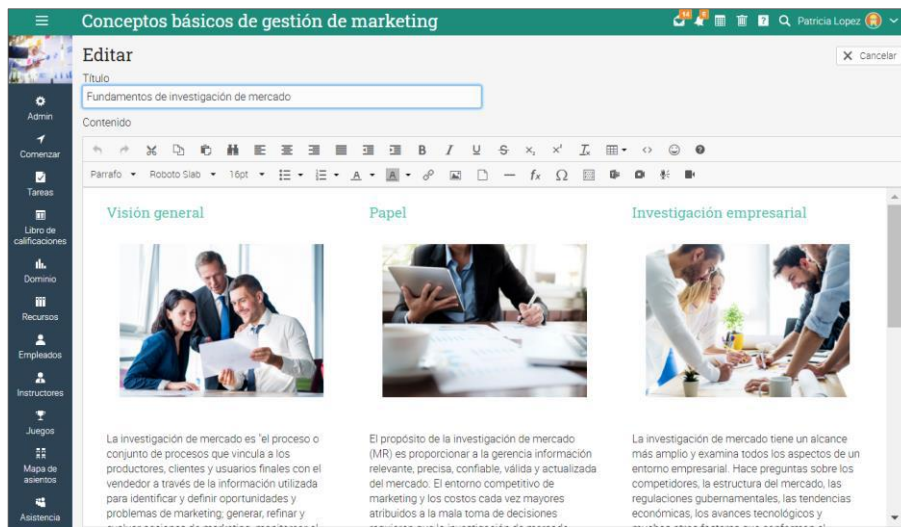 Conceptos básicos de gestión de marketing
Patricia Lopez
Editar
Cancelar
Título
Fundamentos de investigación de mercado
Contenido
Parrafo
Roboto Slab
16pt
Admin
Comenzar
Tareas
Libro de
calificaciones
Dominio
Recursos
Empleados
Instructores
Juegos
Mapa de
asientos
Asistencia
Visión general
La investigación de mercado es "el proceso o
conjunto de procesos que vincula a los
productores, clientes y usuarios finales con el
vendedor a través de la información utilizada
para identificar y definir oportunidades y
problemas de marketing; generar, refinar y
Papel
El propósito de la investigación de mercado
(MR) es proporcionar a la gerencia información
relevante, precisa, confiable, válida y actualizada
del mercado. El entorno competitivo de
marketing y los costos cada vez mayores
atribuidos a la mala toma de decisiones
Investigación empresarial
La investigación de mercado tiene un alcance
más amplio y examina todos los aspectos de un
entorno empresarial. Hace preguntas sobre los
competidores, la estructura del mercado, las
regulaciones gubernamentales, las tendencias
económicas, los avances tecnológicos y